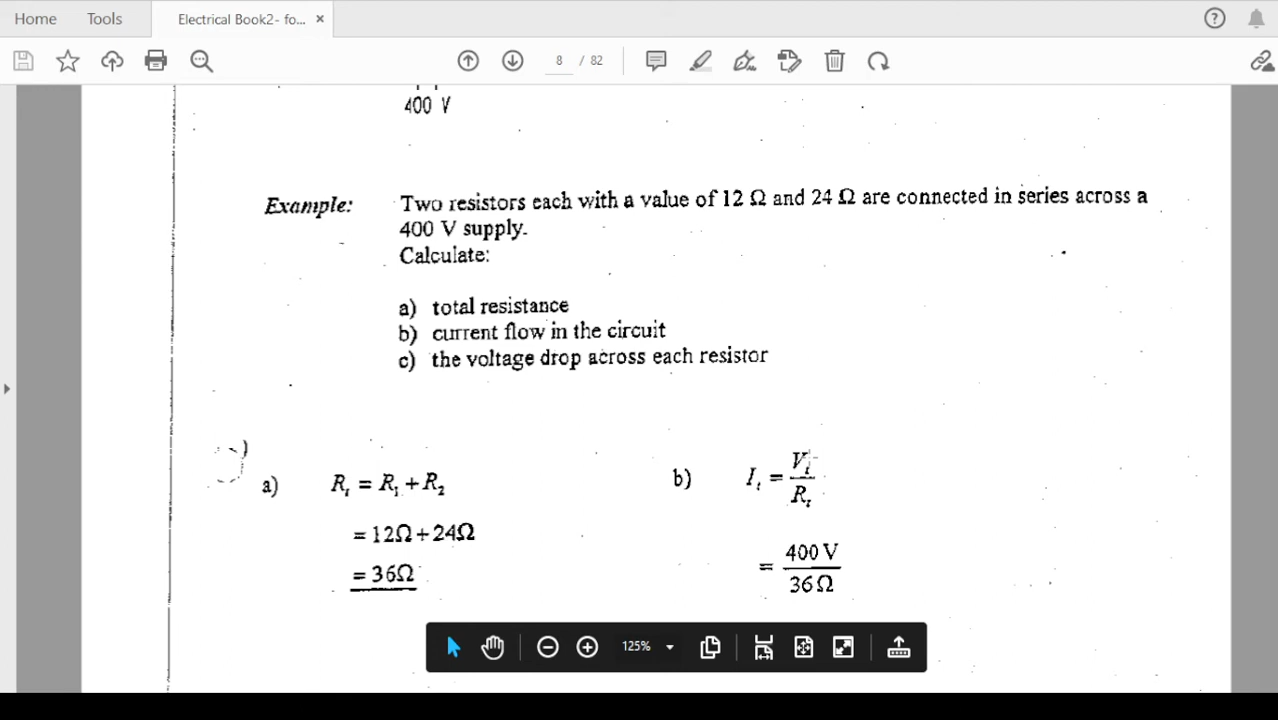 Home Tools Electrical Book2- fo... ×
8 / 82
400 V
Example: Two resistors each with a value of 12 Ω and 24 Ω are connected in series across a
400 V supply.
Calculate:
a) total resistance
b) current flow in the circuit
c) the voltage drop across each resistor
a) Rₜ = R₁ + R₂
= 12Ω + 24Ω
= 36Ω
b) Iₜ = Vₜ / Rₜ
= 400 V / 36 Ω
125%